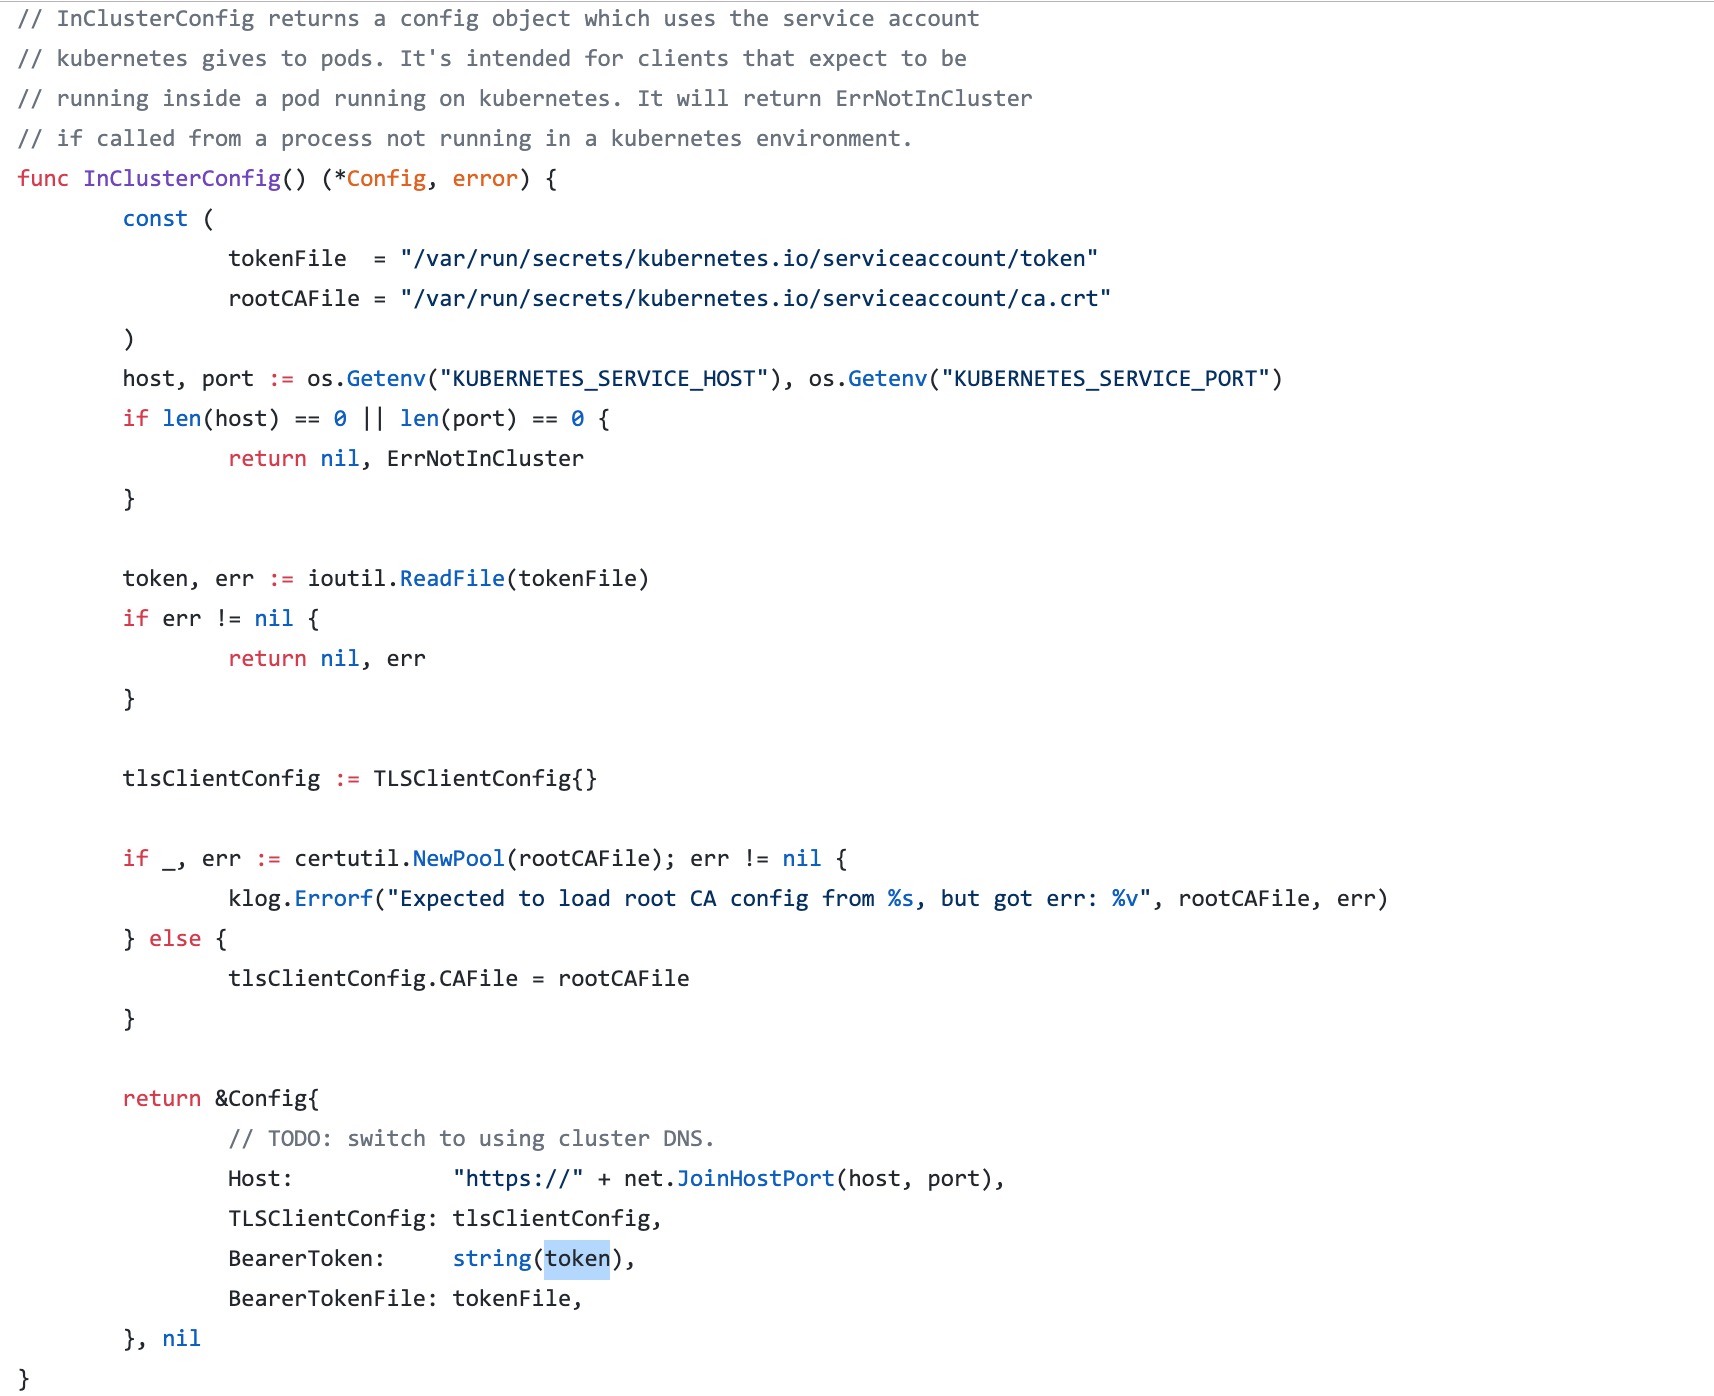 // InClusterConfig returns a config object which uses the service account
// kubernetes gives to pods. It's intended for clients that expect to be
// running inside a pod running on kubernetes. It will return ErrNotInCluster
// if called from a process not running in a kubernetes environment.
func InClusterConfig() (*Config, error) {
        const (
                tokenFile  = "/var/run/secrets/kubernetes.io/serviceaccount/token"
                rootCAFile = "/var/run/secrets/kubernetes.io/serviceaccount/ca.crt"
        )
        host, port := os.Getenv("KUBERNETES_SERVICE_HOST"), os.Getenv("KUBERNETES_SERVICE_PORT")
        if len(host) == 0 || len(port) == 0 {
                return nil, ErrNotInCluster
        }

        token, err := ioutil.ReadFile(tokenFile)
        if err != nil {
                return nil, err
        }

        tlsClientConfig := TLSClientConfig{}

        if _, err := certutil.NewPool(rootCAFile); err != nil {
                klog.Errorf("Expected to load root CA config from %s, but got err: %v", rootCAFile, err)
        } else {
                tlsClientConfig.CAFile = rootCAFile
        }

        return &Config{
                // TODO: switch to using cluster DNS.
                Host:            "https://" + net.JoinHostPort(host, port),
                TLSClientConfig: tlsClientConfig,
                BearerToken:     string(token),
                BearerTokenFile: tokenFile,
        }, nil
}